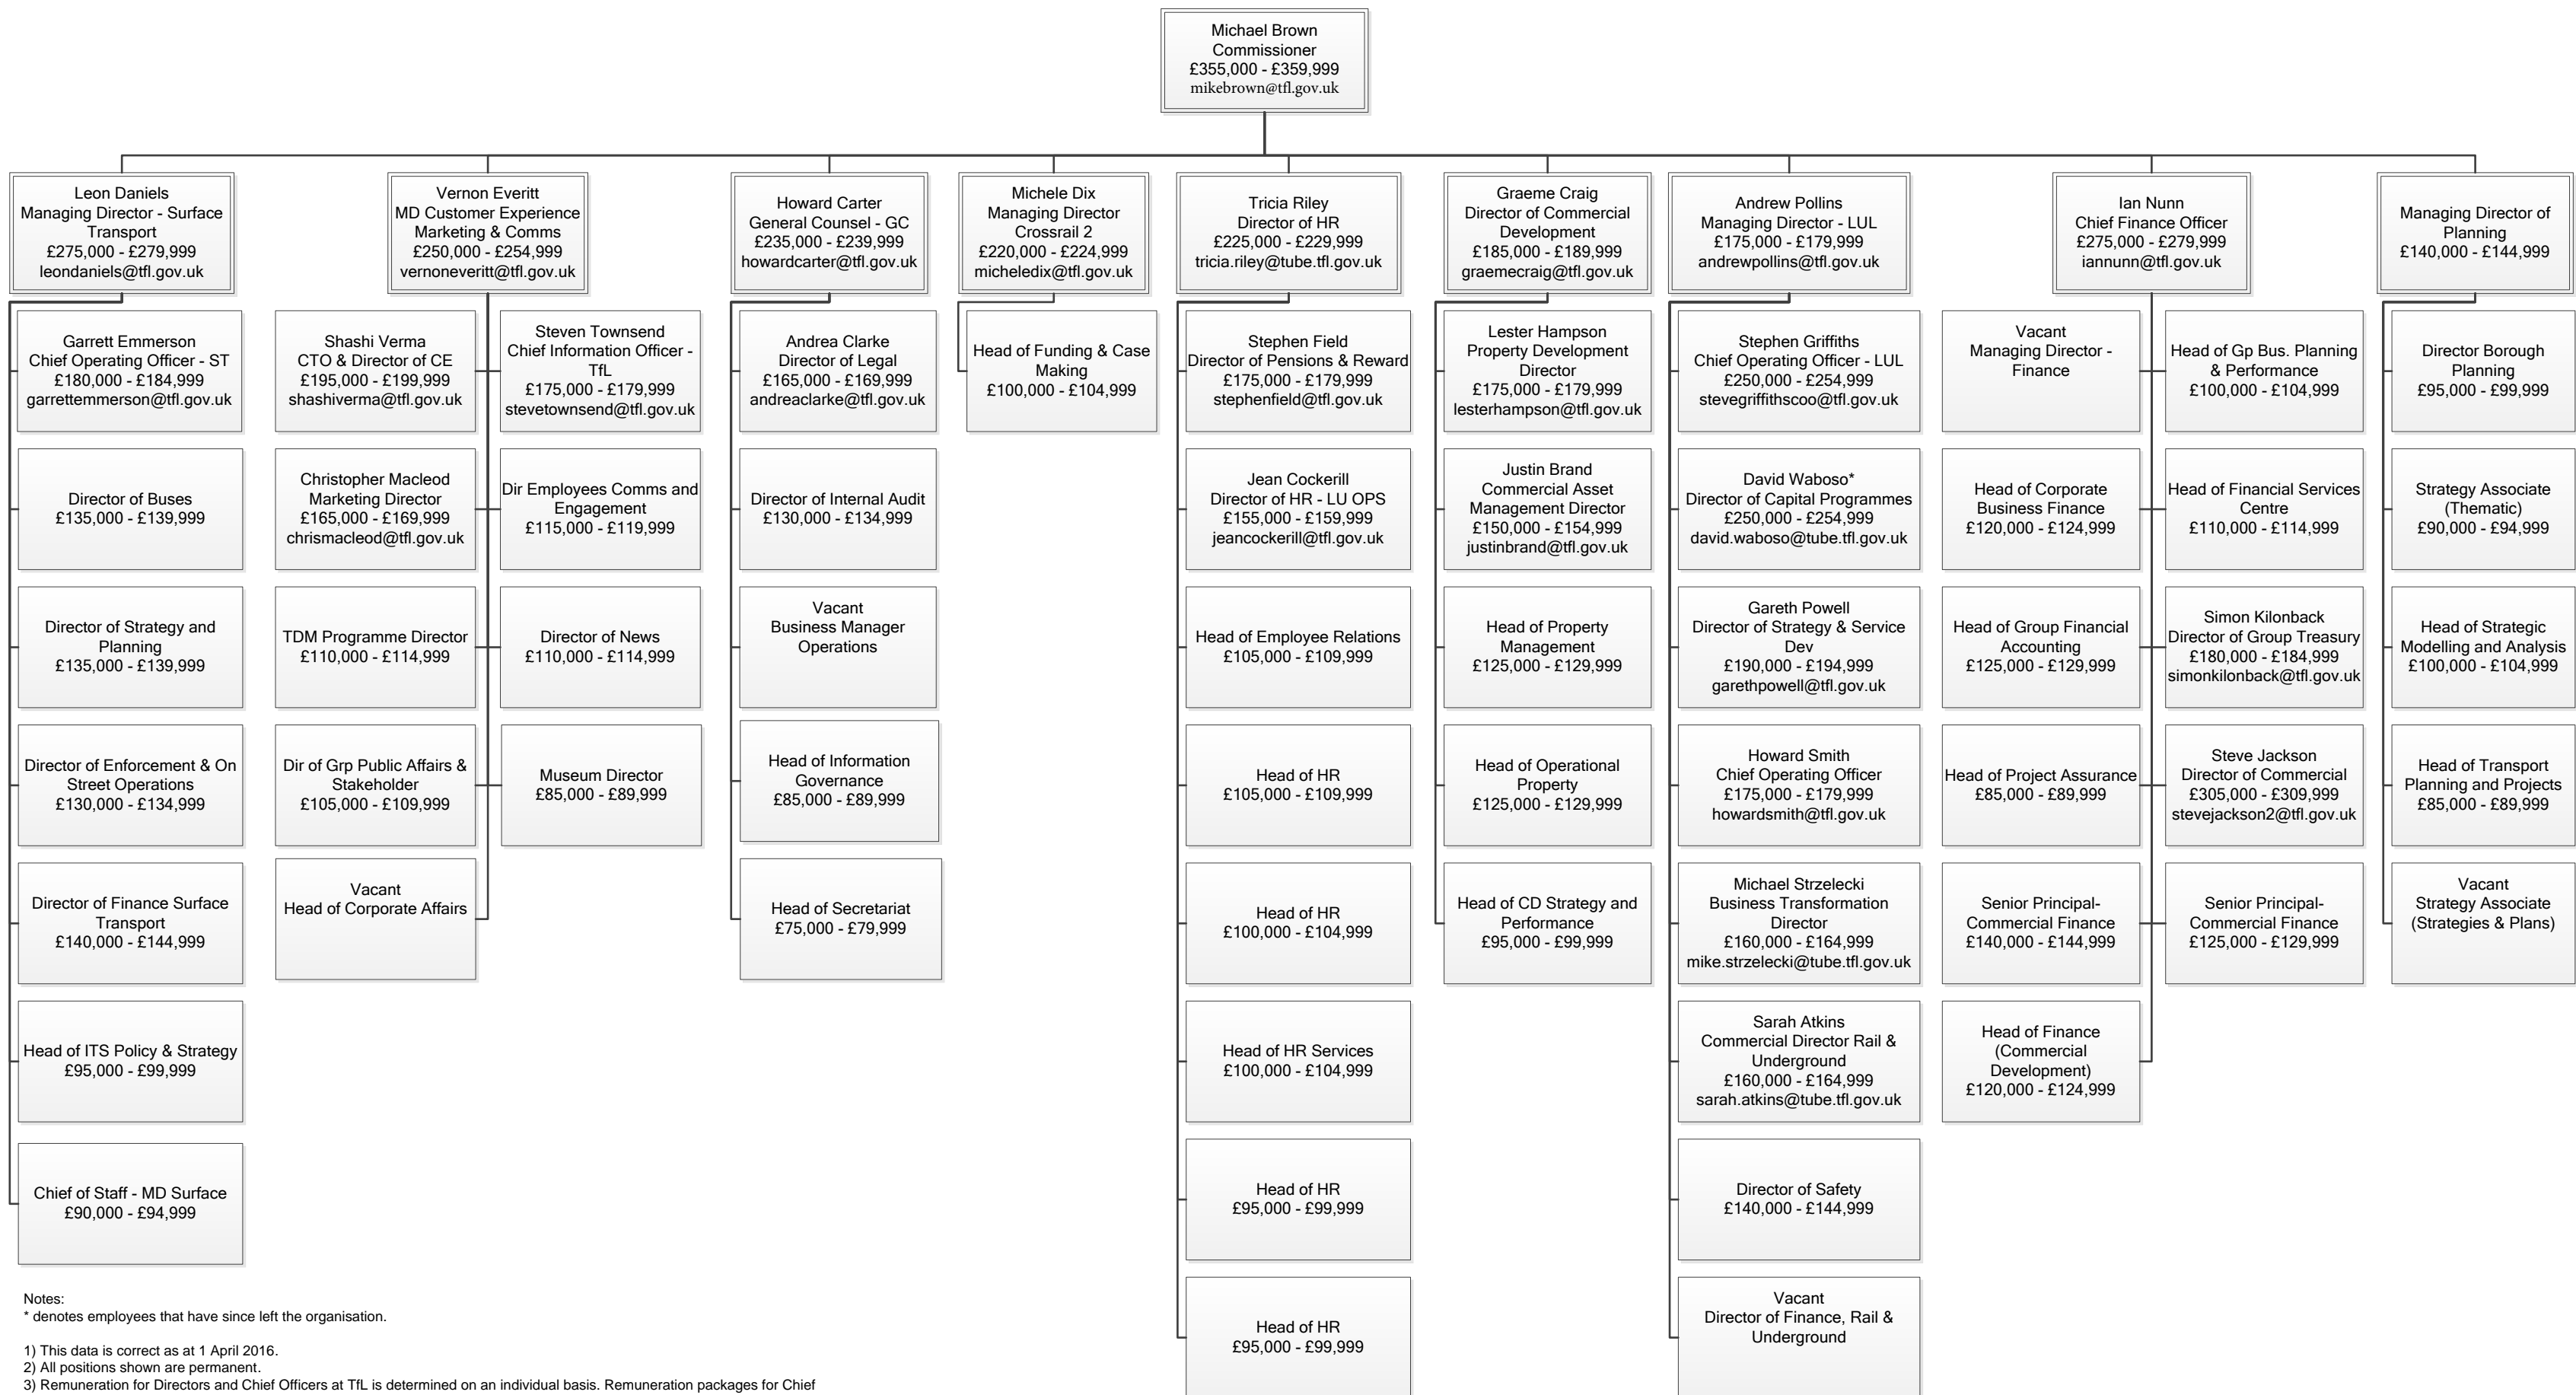 Michael Brown
Commissioner
£355,000 - £359,999
mikebrown@tfl.gov.uk
Leon Daniels
Managing Director - Surface
Transport
£275,000 - £279,999
leondaniels@tfl.gov.uk
Vernon Everitt
MD Customer Experience
Marketing & Comms
£250,000 - £254,999
vernoneveritt@tfl.gov.uk
Howard Carter
General Counsel - GC
£235,000 - £239,999
howardcarter@tfl.gov.uk
Michele Dix
Managing Director
Crossrail 2
£220,000 - £224,999
micheledix@tfl.gov.uk
Tricia Riley
Director of HR
£225,000 - £229,999
tricia.riley@tube.tfl.gov.uk
Graeme Craig
Director of Commercial
Development
£185,000 - £189,999
graemecraig@tfl.gov.uk
Andrew Pollins
Managing Director - LUL
£175,000 - £179,999
andrewpollins@tfl.gov.uk
Ian Nunn
Chief Finance Officer
£275,000 - £279,999
iannunn@tfl.gov.uk
Managing Director of
Planning
£140,000 - £144,999
Garrett Emmerson
Chief Operating Officer - ST
£180,000 - £184,999
garrettemmerson@tfl.gov.uk
Director of Buses
£135,000 - £139,999
Director of Strategy and
Planning
£135,000 - £139,999
Director of Enforcement & On
Street Operations
£130,000 - £134,999
Director of Finance Surface
Transport
£140,000 - £144,999
Head of ITS Policy & Strategy
£95,000 - £99,999
Chief of Staff - MD Surface
£90,000 - £94,999
Shashi Verma
CTO & Director of CE
£195,000 - £199,999
shashiverma@tfl.gov.uk
Christopher Macleod
Marketing Director
£165,000 - £169,999
chrismacleod@tfl.gov.uk
TDM Programme Director
£110,000 - £114,999
Dir of Grp Public Affairs &
Stakeholder
£105,000 - £109,999
Vacant
Head of Corporate Affairs
Steven Townsend
Chief Information Officer -
TfL
£175,000 - £179,999
stevetownsend@tfl.gov.uk
Dir Employees Comms and
Engagement
£115,000 - £119,999
Director of News
£110,000 - £114,999
Museum Director
£85,000 - £89,999
Andrea Clarke
Director of Legal
£165,000 - £169,999
andreaclarke@tfl.gov.uk
Director of Internal Audit
£130,000 - £134,999
Vacant
Business Manager
Operations
Head of Information
Governance
£85,000 - £89,999
Head of Secretariat
£75,000 - £79,999
Head of Funding & Case
Making
£100,000 - £104,999
Stephen Field
Director of Pensions & Reward
£175,000 - £179,999
stephenfield@tfl.gov.uk
Jean Cockerill
Director of HR - LU OPS
£155,000 - £159,999
jeancockerill@tfl.gov.uk
Head of Employee Relations
£105,000 - £109,999
Head of HR
£105,000 - £109,999
Head of HR
£100,000 - £104,999
Head of HR Services
£100,000 - £104,999
Head of HR
£95,000 - £99,999
Head of HR
£95,000 - £99,999
Lester Hampson
Property Development
Director
£175,000 - £179,999
lesterhampson@tfl.gov.uk
Justin Brand
Commercial Asset
Management Director
£150,000 - £154,999
justinbrand@tfl.gov.uk
Head of Property
Management
£125,000 - £129,999
Head of Operational
Property
£125,000 - £129,999
Head of CD Strategy and
Performance
£95,000 - £99,999
Stephen Griffiths
Chief Operating Officer - LUL
£250,000 - £254,999
stevegriffithscoo@tfl.gov.uk
David Waboso*
Director of Capital Programmes
£250,000 - £254,999
david.waboso@tube.tfl.gov.uk
Gareth Powell
Director of Strategy & Service
Dev
£190,000 - £194,999
garethpowell@tfl.gov.uk
Howard Smith
Chief Operating Officer
£175,000 - £179,999
howardsmith@tfl.gov.uk
Michael Strzelecki
Business Transformation
Director
£160,000 - £164,999
mike.strzelecki@tube.tfl.gov.uk
Sarah Atkins
Commercial Director Rail &
Underground
£160,000 - £164,999
sarah.atkins@tube.tfl.gov.uk
Director of Safety
£140,000 - £144,999
Vacant
Director of Finance, Rail &
Underground
Vacant
Managing Director -
Finance
Head of Corporate
Business Finance
£120,000 - £124,999
Head of Group Financial
Accounting
£125,000 - £129,999
Head of Project Assurance
£85,000 - £89,999
Senior Principal-
Commercial Finance
£140,000 - £144,999
Head of Finance
(Commercial
Development)
£120,000 - £124,999
Head of Gp Bus. Planning
& Performance
£100,000 - £104,999
Head of Financial Services
Centre
£110,000 - £114,999
Simon Kilonback
Director of Group Treasury
£180,000 - £184,999
simonkilonback@tfl.gov.uk
Steve Jackson
Director of Commercial
£305,000 - £309,999
stevejackson2@tfl.gov.uk
Senior Principal-
Commercial Finance
£125,000 - £129,999
Director Borough
Planning
£95,000 - £99,999
Strategy Associate
(Thematic)
£90,000 - £94,999
Head of Strategic
Modelling and Analysis
£100,000 - £104,999
Head of Transport
Planning and Projects
£85,000 - £89,999
Vacant
Strategy Associate
(Strategies & Plans)
Notes:
* denotes employees that have since left the organisation.
1) This data is correct as at 1 April 2016.
2) All positions shown are permanent.
3) Remuneration for Directors and Chief Officers at TfL is determined on an individual basis. Remuneration packages for Chief